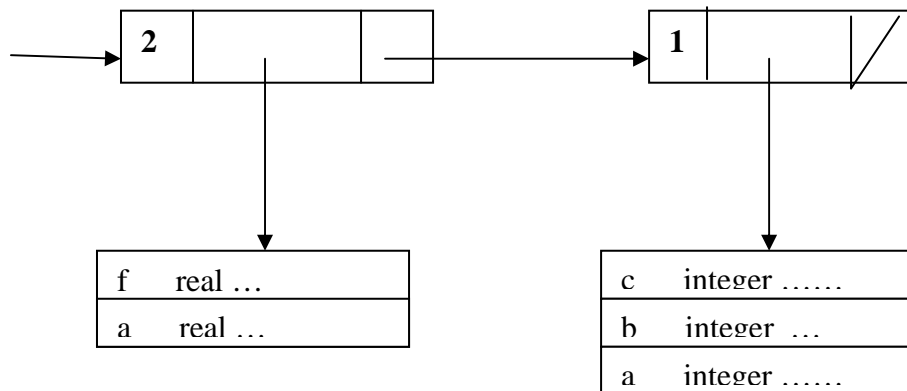 2
1
f real …
a real …
c integer ……
b integer …
a integer ……